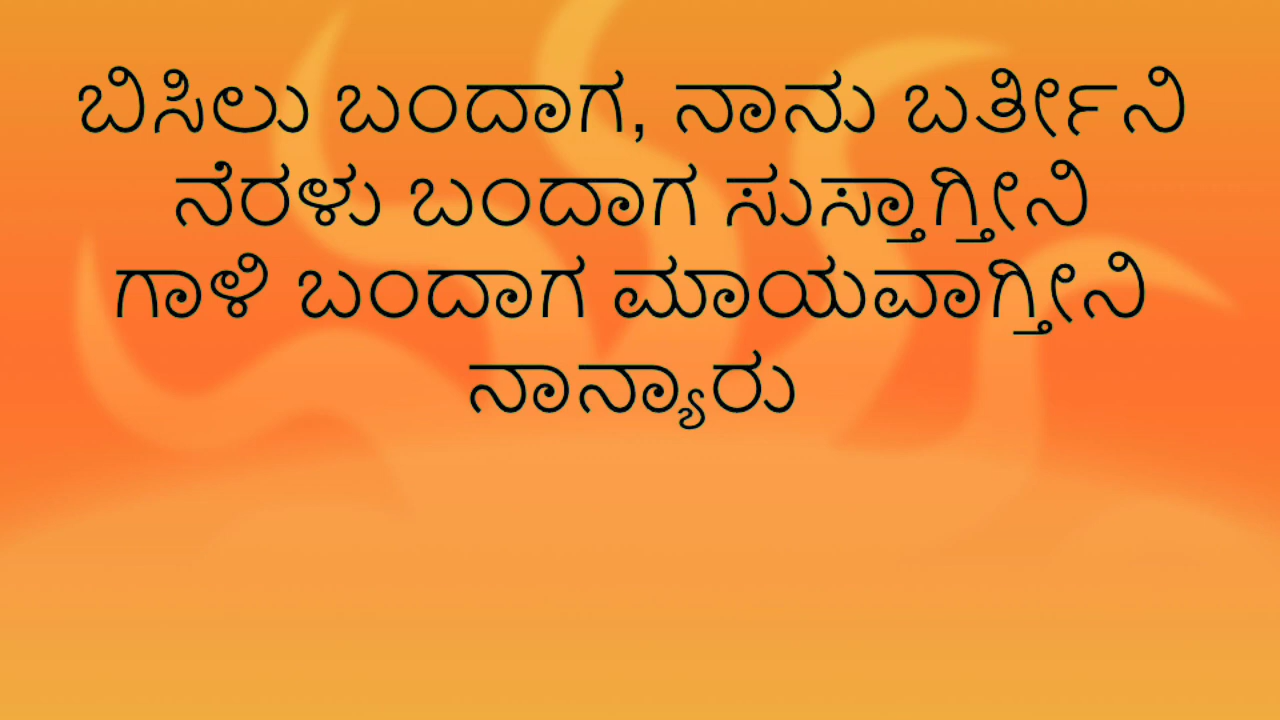 ಬಿಸಿಲು ಬಂದಾಗ, ನಾನು ಬರ್ತೀನಿ
ನೆರಳು ಬಂದಾಗ ಸುಸ್ತಾಗ್ತೀನಿ
ಗಾಳಿ ಬಂದಾಗ ಮಾಯವಾಗ್ತೀನಿ
ನಾನ್ಯಾರು